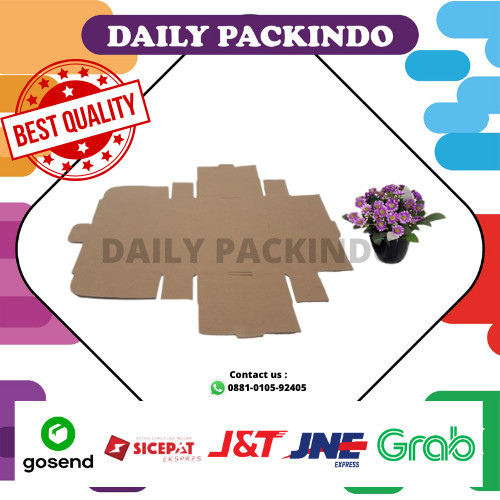 DAILY PACKINDO
BEST QUALITY
DAILY PACKINDO
Contact us :
0881-0105-92405
gosend
SICEPAT
EKSPRES
J&T
JNE
EXPRESS
Grab